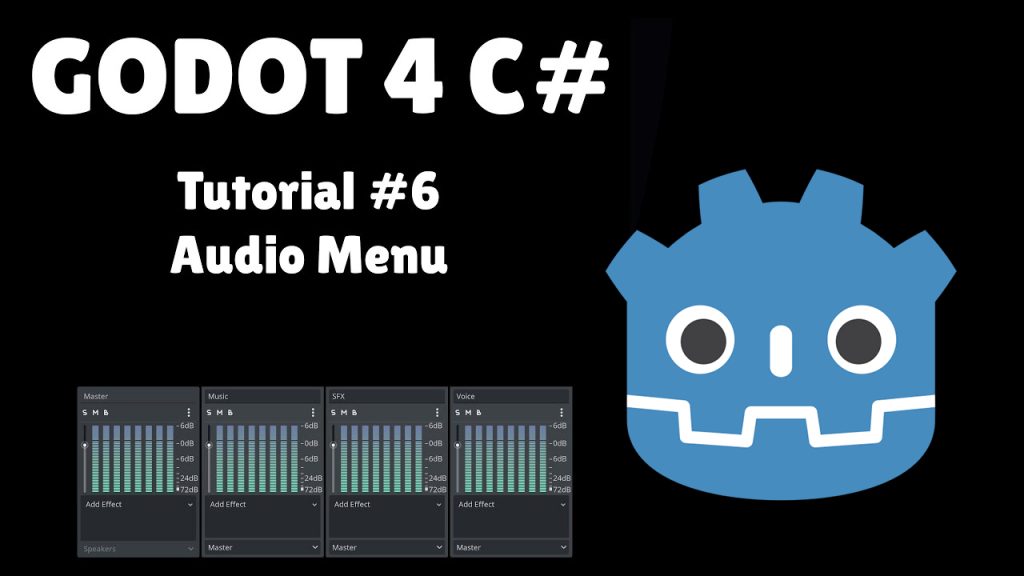 GODOT 4 C#
Tutorial #6
Audio Menu
Master Music SFX Voice
S M B S M B S M B S M B
-6dB -6dB -6dB -6dB
-0dB -0dB -0dB -0dB
-6dB -6dB -6dB -6dB
-24dB -24dB -24dB -24dB
72dB 72dB 72dB 72dB
Add Effect Add Effect Add Effect Add Effect
Speakers Master Master Master